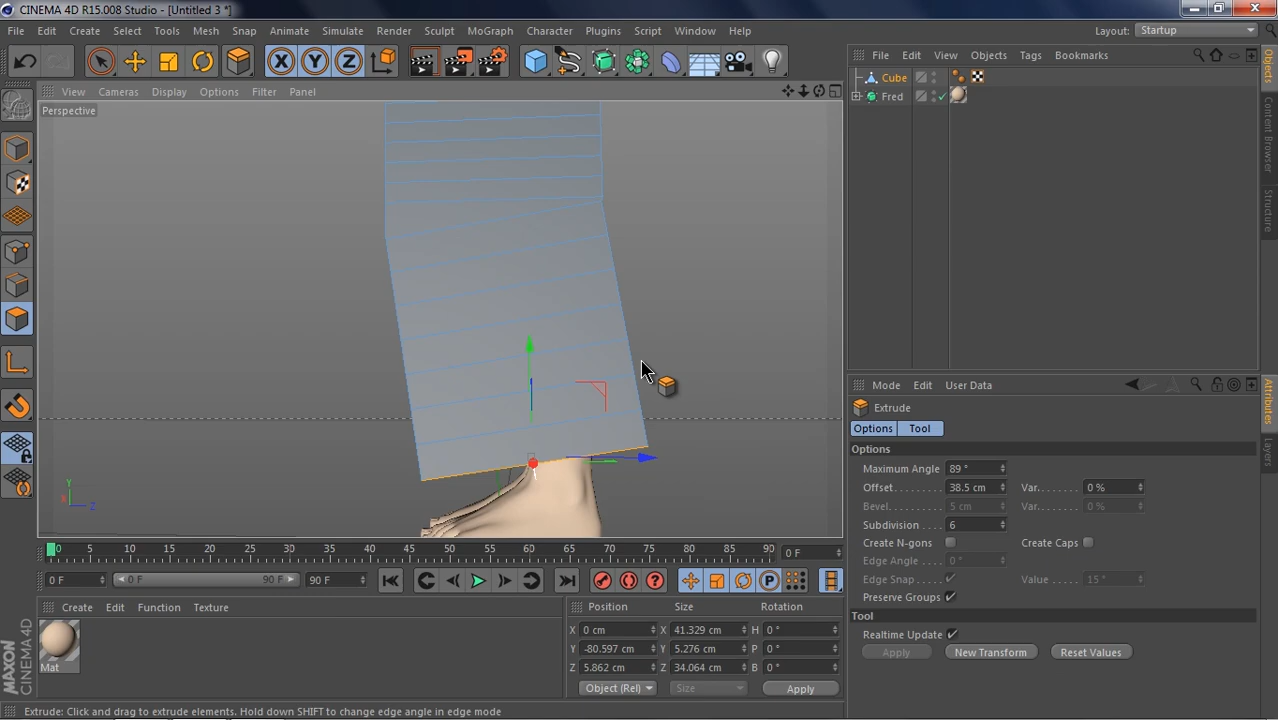 CINEMA 4D R15.008 Studio - [Untitled 3 *]
File Edit Create Select Tools Mesh Snap Animate Simulate Render Sculpt MoGraph Character Plugins Script Window Help
Layout: Startup
View Cameras Display Options Filter Panel
Perspective
Y
X Z
File Edit View Objects Tags Bookmarks
Cube
Fred
Objects
Content Browser
Structure
Mode Edit User Data
Extrude
Options Tool
Options
Maximum Angle 89 °
Offset 38.5 cm Var. 0 %
Bevel 5 cm Var. 0 %
Subdivision 6
Create N-gons Create Caps
Edge Angle 0 °
Edge Snap Value 15 °
Preserve Groups
Tool
Realtime Update
Apply New Transform Reset Values
Attributes
Layers
0 5 10 15 20 25 30 35 40 45 50 55 60 65 70 75 80 85 90 0 F
0 F 0 F 90 F 90 F
Create Edit Function Texture
Mat
MAXON
CINEMA 4D
Position Size Rotation
X 0 cm X 41.329 cm H 0 °
Y -80.597 cm Y 5.276 cm P 0 °
Z 5.862 cm Z 34.064 cm B 0 °
Object (Rel) Size Apply
Extrude: Click and drag to extrude elements. Hold down SHIFT to change edge angle in edge mode